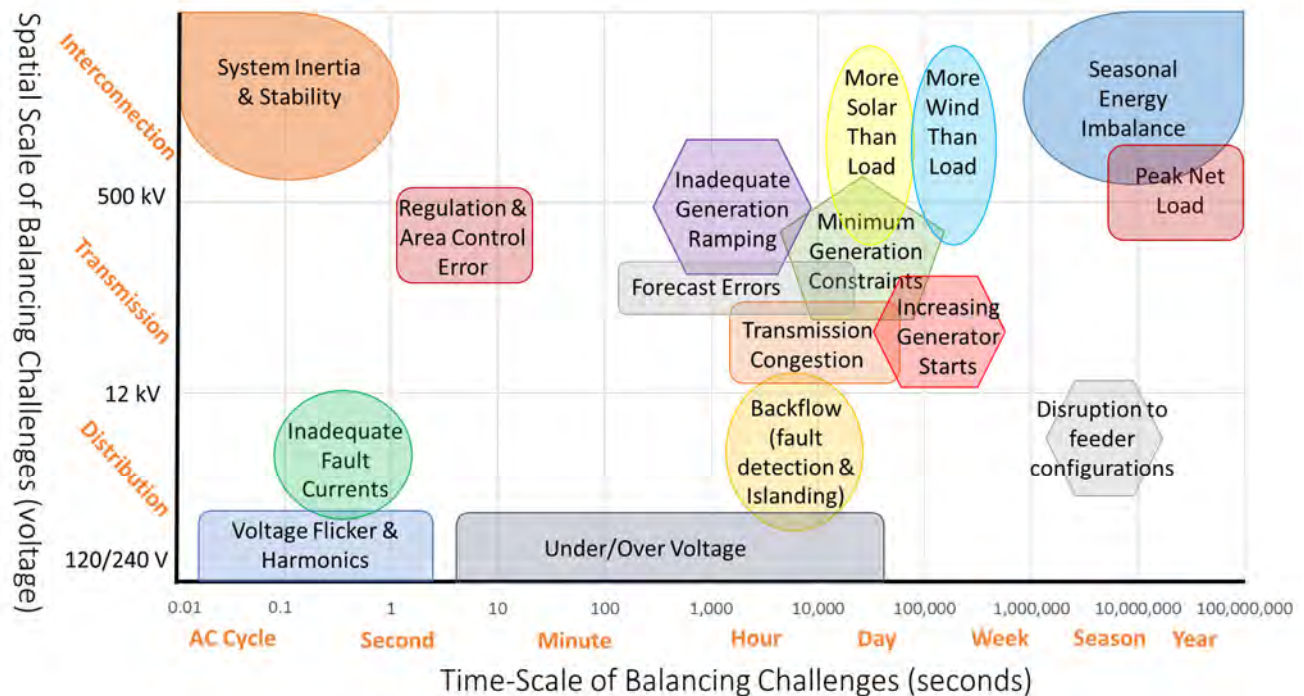 Spatial Scale of Balancing Challenges (voltage)
Interconnection
500 kV
Transmission
12 kV
Distribution
120/240 V
System Inertia
& Stability
More
Solar
Than
Load
More
Wind
Than
Load
Seasonal
Energy
Imbalance
Peak Net
Load
Regulation &
Area Control
Error
Inadequate
Generation
Ramping
Minimum
Generation
Constraints
Forecast Errors
Transmission
Congestion
Increasing
Generator
Starts
Inadequate
Fault
Currents
Backflow
(fault
detection &
Islanding)
Disruption to
feeder
configurations
Voltage Flicker &
Harmonics
Under/Over Voltage
0.01 0.1 1 10 100 1,000 10,000 100,000 1,000,000 10,000,000 100,000,000
AC Cycle Second Minute Hour Day Week Season Year
Time-Scale of Balancing Challenges (seconds)